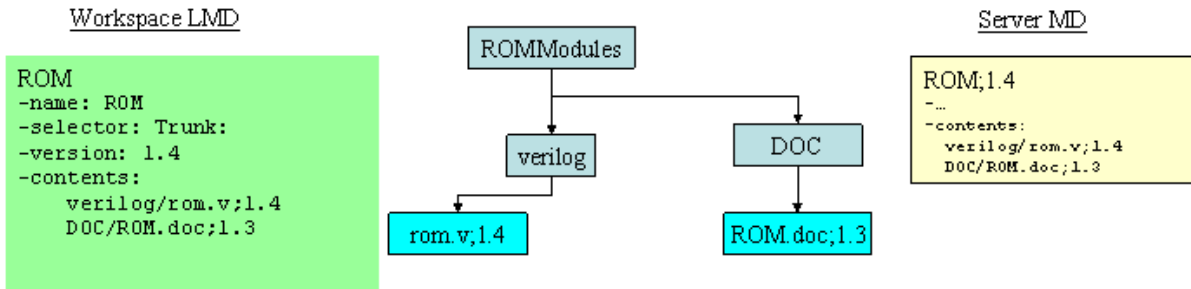 Workspace LMD
ROM
-name: ROM
-selector: Trunk:
-version: 1.4
-contents:
verilog/rom.v;1.4
DOC/ROM.doc;1.3
ROMModules
verilog
DOC
rom.v;1.4
ROM.doc;1.3
Server MD
ROM;1.4
-…
-contents:
verilog/rom.v;1.4
DOC/ROM.doc;1.3